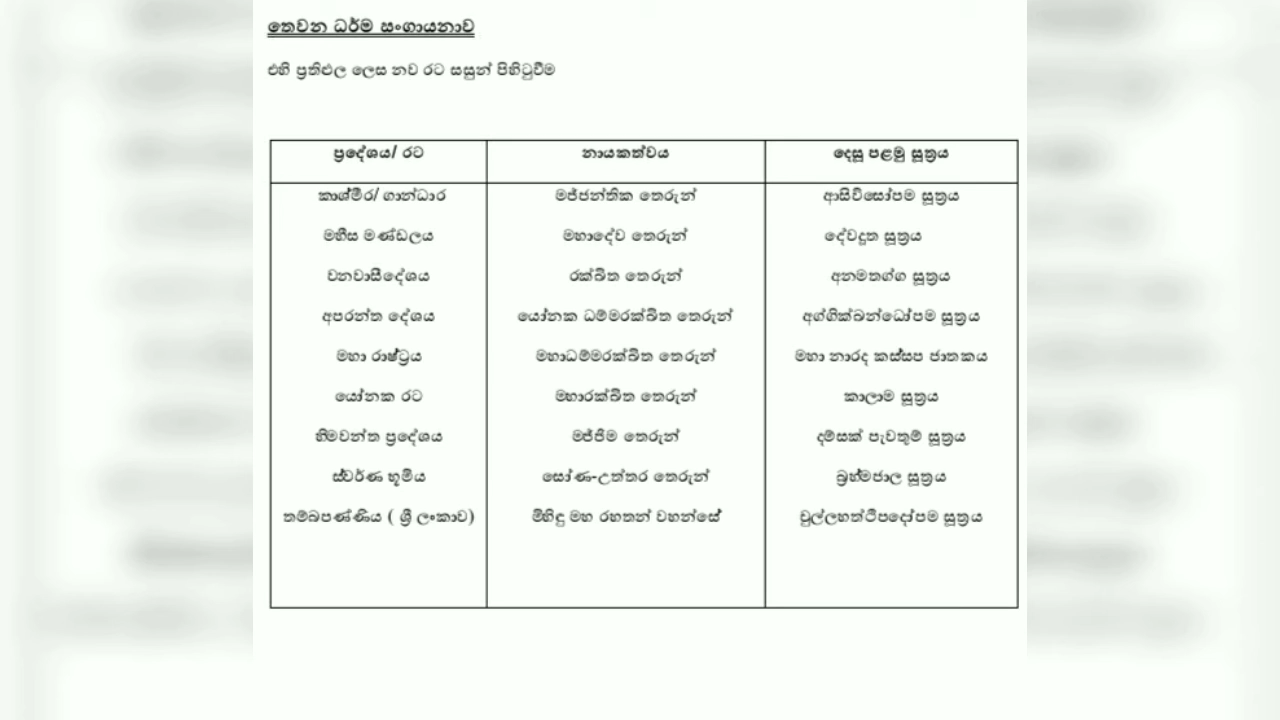 තෙවන ධර්ම සංගායනාව
එහි ප්‍රතිඵල ලෙස නව රට සසුන් පිහිටුවීම
ප්‍රදේශය/ රට නායකත්වය දෙසූ පළමු සූත්‍රය
කාශ්මීර/ ගාන්ධාර මජ්ජන්තික තෙරුන් ආසිවිසෝපම සූත්‍රය
මහීස මණ්ඩලය මහාදේව තෙරුන් දේවදූත සූත්‍රය
වනවාසීදේශය රක්ඛිත තෙරුන් අනමතග්ග සූත්‍රය
අපරන්ත දේශය යෝනක ධම්මරක්ඛිත තෙරුන් අග්ගික්ඛන්ධෝපම සූත්‍රය
මහා රාෂ්ට්‍රය මහාධම්මරක්ඛිත තෙරුන් මහා නාරද කස්සප ජාතකය
යෝනක රට මහාරක්ඛිත තෙරුන් කාලාම සූත්‍රය
හිමවන්ත ප්‍රදේශය මජ්ජිම තෙරුන් දම්සක් පැවතුම් සූත්‍රය
ස්වර්ණ භූමිය සෝණ-උත්තර තෙරුන් බ්‍රහ්මජාල සූත්‍රය
තම්බපණ්ණිය ( ශ්‍රී ලංකාව) මිහිඳු මහ රහතන් වහන්සේ චුල්ලහත්ථිපදෝපම සූත්‍රය